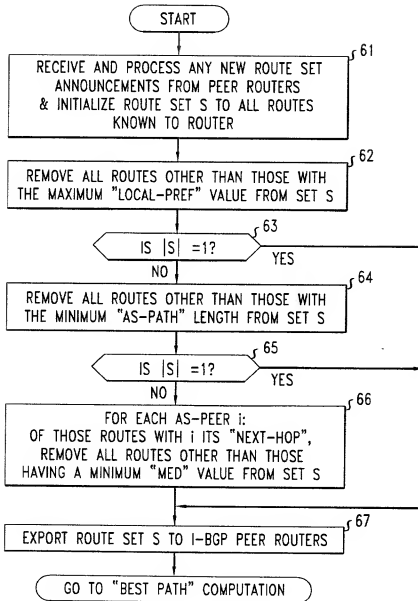 START
61
RECEIVE AND PROCESS ANY NEW ROUTE SET
ANNOUNCEMENTS FROM PEER ROUTERS
& INITIALIZE ROUTE SET S TO ALL ROUTES
KNOWN TO ROUTER
62
REMOVE ALL ROUTES OTHER THAN THOSE WITH
THE MAXIMUM "LOCAL-PREF" VALUE FROM SET S
63
IS |S| =1?
YES
NO
64
REMOVE ALL ROUTES OTHER THAN THOSE WITH
THE MINIMUM "AS-PATH" LENGTH FROM SET S
65
IS |S| =1?
YES
NO
66
FOR EACH AS-PEER i:
OF THOSE ROUTES WITH i ITS "NEXT-HOP",
REMOVE ALL ROUTES OTHER THAN THOSE
HAVING A MINIMUM "MED" VALUE FROM SET S
67
EXPORT ROUTE SET S TO I-BGP PEER ROUTERS
GO TO "BEST PATH" COMPUTATION